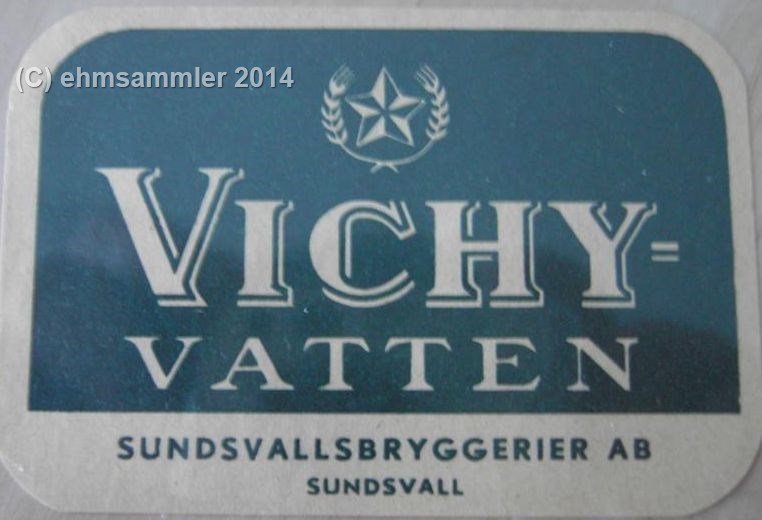 (C) ehmsammler 2014
VICHY=
VATTEN
SUNDSVALLSBRYGGERIER AB
SUNDSVALL